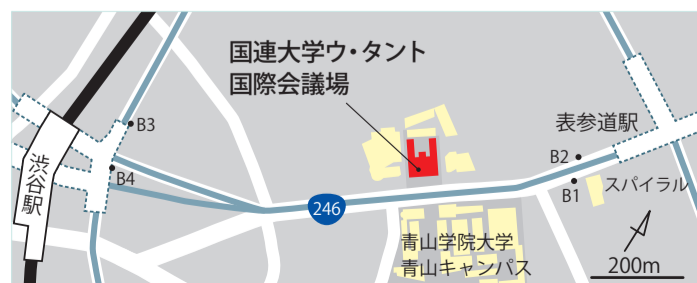 国連大学ウ・タント
国際会議場
表参道駅
B3
B2
B4
B1
スパイラル
渋谷駅
246
青山学院大学
青山キャンパス
200m